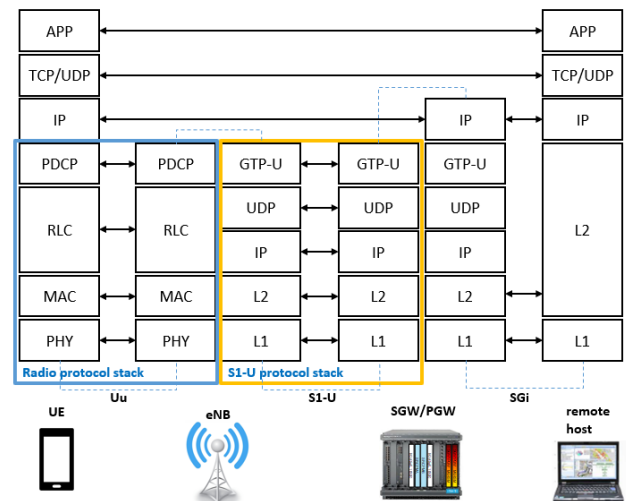 APP APP
TCP/UDP TCP/UDP
IP IP IP
PDCP PDCP GTP-U GTP-U GTP-U
RLC RLC UDP UDP UDP L2
IP IP IP
MAC MAC L2 L2 L2
PHY PHY L1 L1 L1 L1
Radio protocol stack S1-U protocol stack
Uu S1-U SGi
UE eNB SGW/PGW remote
host